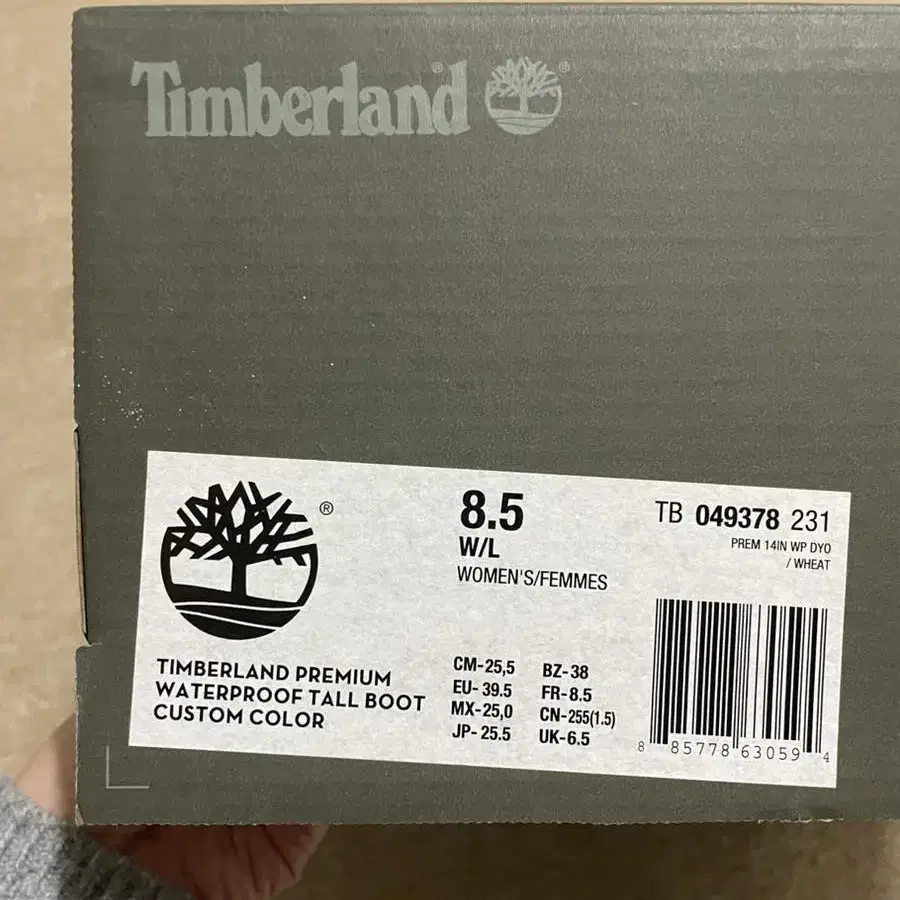 Timberland®®
®
8.5
W/L
WOMEN'S/FEMMES
TB 049378 231
PREM 14IN WP DYO
/ WHEAT
TIMBERLAND PREMIUM
WATERPROOF TALL BOOT
CUSTOM COLOR
CM-25,5 BZ-38
EU- 39.5 FR-8.5
MX-25,0 CN-255(1.5)
JP- 25.5 UK-6.5
8 85778 63059 4